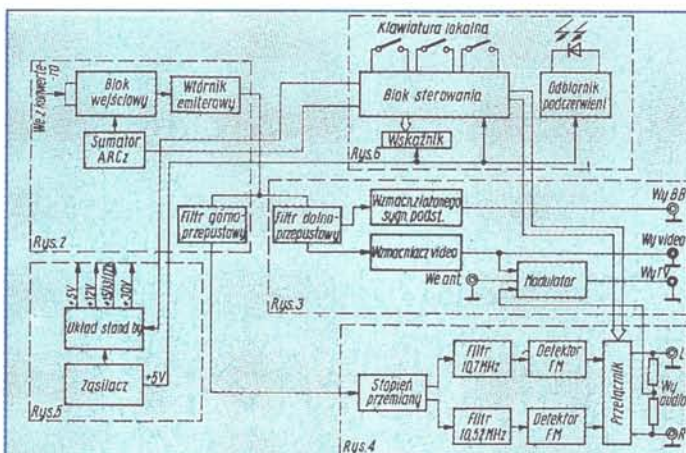 We z konwerte-
ra
Blok
wejściowy
Wtórnik
emiterowy
Sumator
ARCz
Rys.2
Filtr górno-
przepustowy
Klawiatura lokalna
Blok sterowania
Wskaźnik
Odbiornik
podczerwieni
Rys.6
Filtr dolno-
przepustowy
Wzmacn. złożonego
sygn. podst.
Wzmacniacz video
We ant.
Modulator
Wy BB
Wy video
Wy TV
Rys.3
+5V
+12V
+20V
Układ stand by
Zasilacz
+5V
Rys.5
Stopień
przemiany
Filtr
10,7MHz
Detektor
FM
Filtr
10,52MHz
Detektor
FM
Przełącznik
L
Wy
audio
R
Rys.4